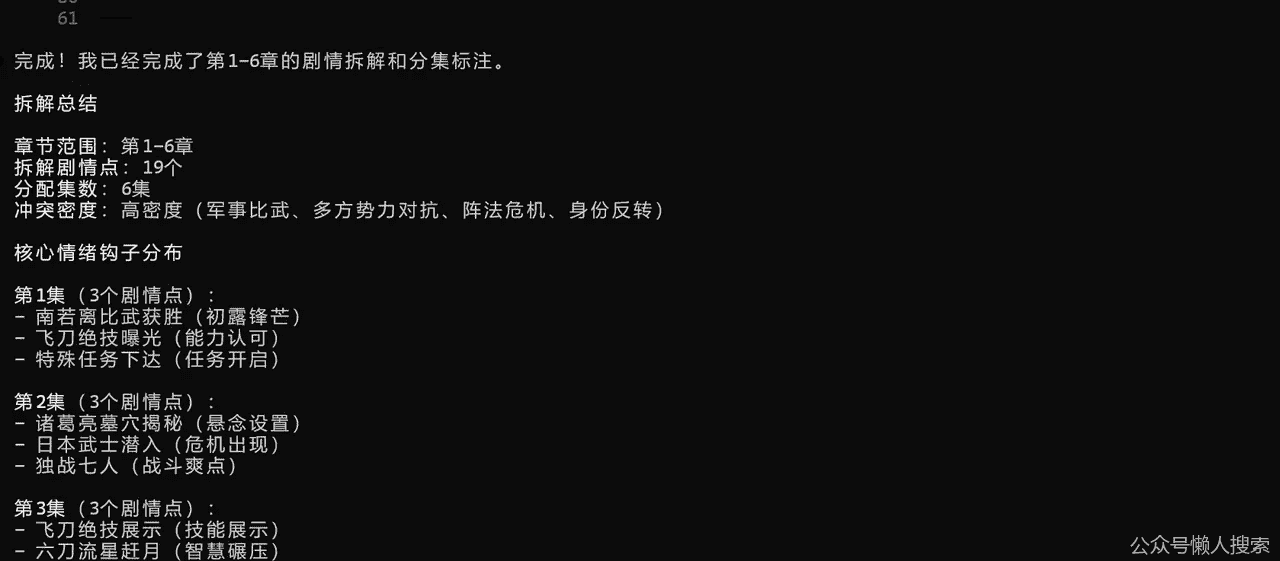 61
完成！我已经完成了第1-6章的剧情拆解和分集标注。
拆解总结
章节范围：第1-6章
拆解剧情点：19个
分配集数：6集
冲突密度：高密度（军事比武、多方势力对抗、阵法危机、身份反转）
核心情绪钩子分布
第1集（3个剧情点）：
- 南若离比武获胜（初露锋芒）
- 飞刀绝技曝光（能力认可）
- 特殊任务下达（任务开启）
第2集（3个剧情点）：
- 诸葛亮墓穴揭秘（悬念设置）
- 日本武士潜入（危机出现）
- 独战七人（战斗爽点）
第3集（3个剧情点）：
- 飞刀绝技展示（技能展示）
- 六刀流星赶月（智慧碾压）
公众号懒人搜索